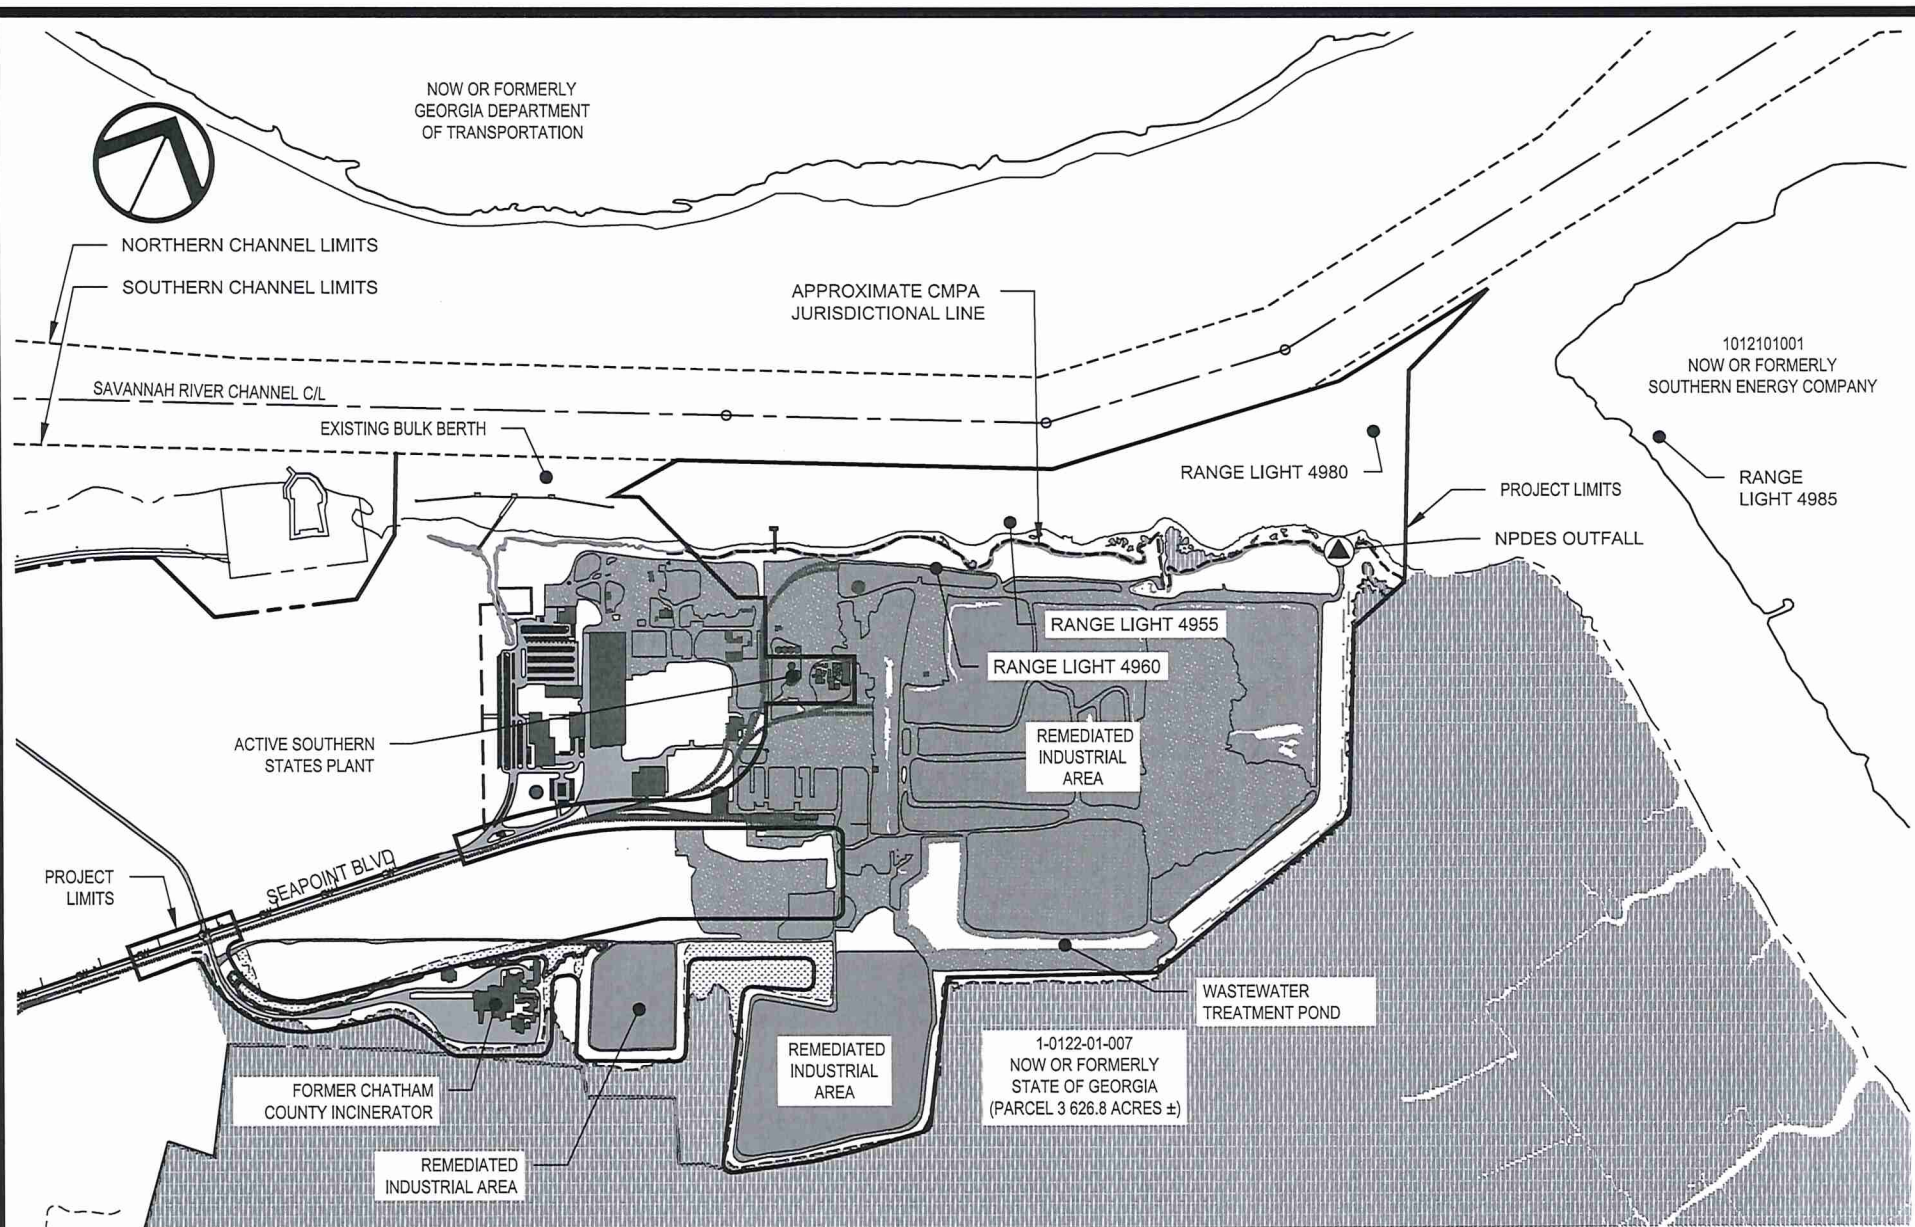 NOW OR FORMERLY
GEORGIA DEPARTMENT
OF TRANSPORTATION
NORTHERN CHANNEL LIMITS
SOUTHERN CHANNEL LIMITS
APPROXIMATE CMPA
JURISDICTIONAL LINE
1012101001
NOW OR FORMERLY
SOUTHERN ENERGY COMPANY
SAVANNAH RIVER CHANNEL C/L
EXISTING BULK BERTH
RANGE LIGHT 4980
RANGE
LIGHT 4985
PROJECT LIMITS
NPDES OUTFALL
RANGE LIGHT 4955
RANGE LIGHT 4960
ACTIVE SOUTHERN
STATES PLANT
REMEDIATED
INDUSTRIAL
AREA
PROJECT
LIMITS
SEAPOINT BLVD
WASTEWATER
TREATMENT POND
REMEDIATED
INDUSTRIAL
AREA
1-0122-01-007
NOW OR FORMERLY
STATE OF GEORGIA
(PARCEL 3 626.8 ACRES ±)
FORMER CHATHAM
COUNTY INCINERATOR
REMEDIATED
INDUSTRIAL AREA